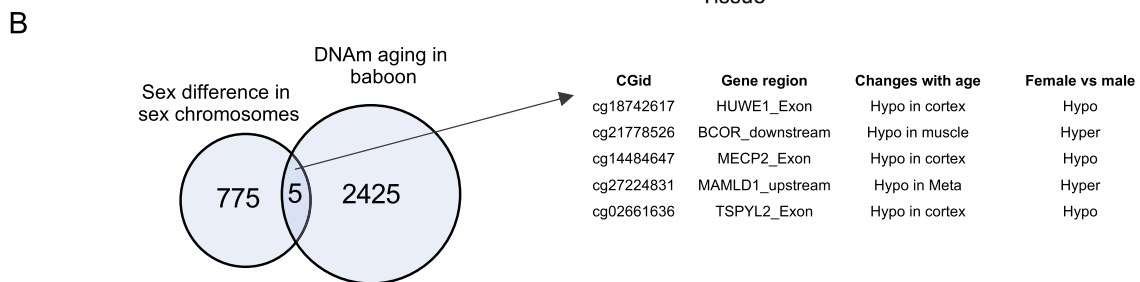 Tissue
B
DNAm aging in
baboon
Sex difference in
sex chromosomes
775 5 2425
CGid Gene region Changes with age Female vs male
cg18742617 HUWE1_Exon Hypo in cortex Hypo
cg21778526 BCOR_downstream Hypo in muscle Hyper
cg14484647 MECP2_Exon Hypo in cortex Hypo
cg27224831 MAMLD1_upstream Hypo in Meta Hyper
cg02661636 TSPYL2_Exon Hypo in cortex Hypo